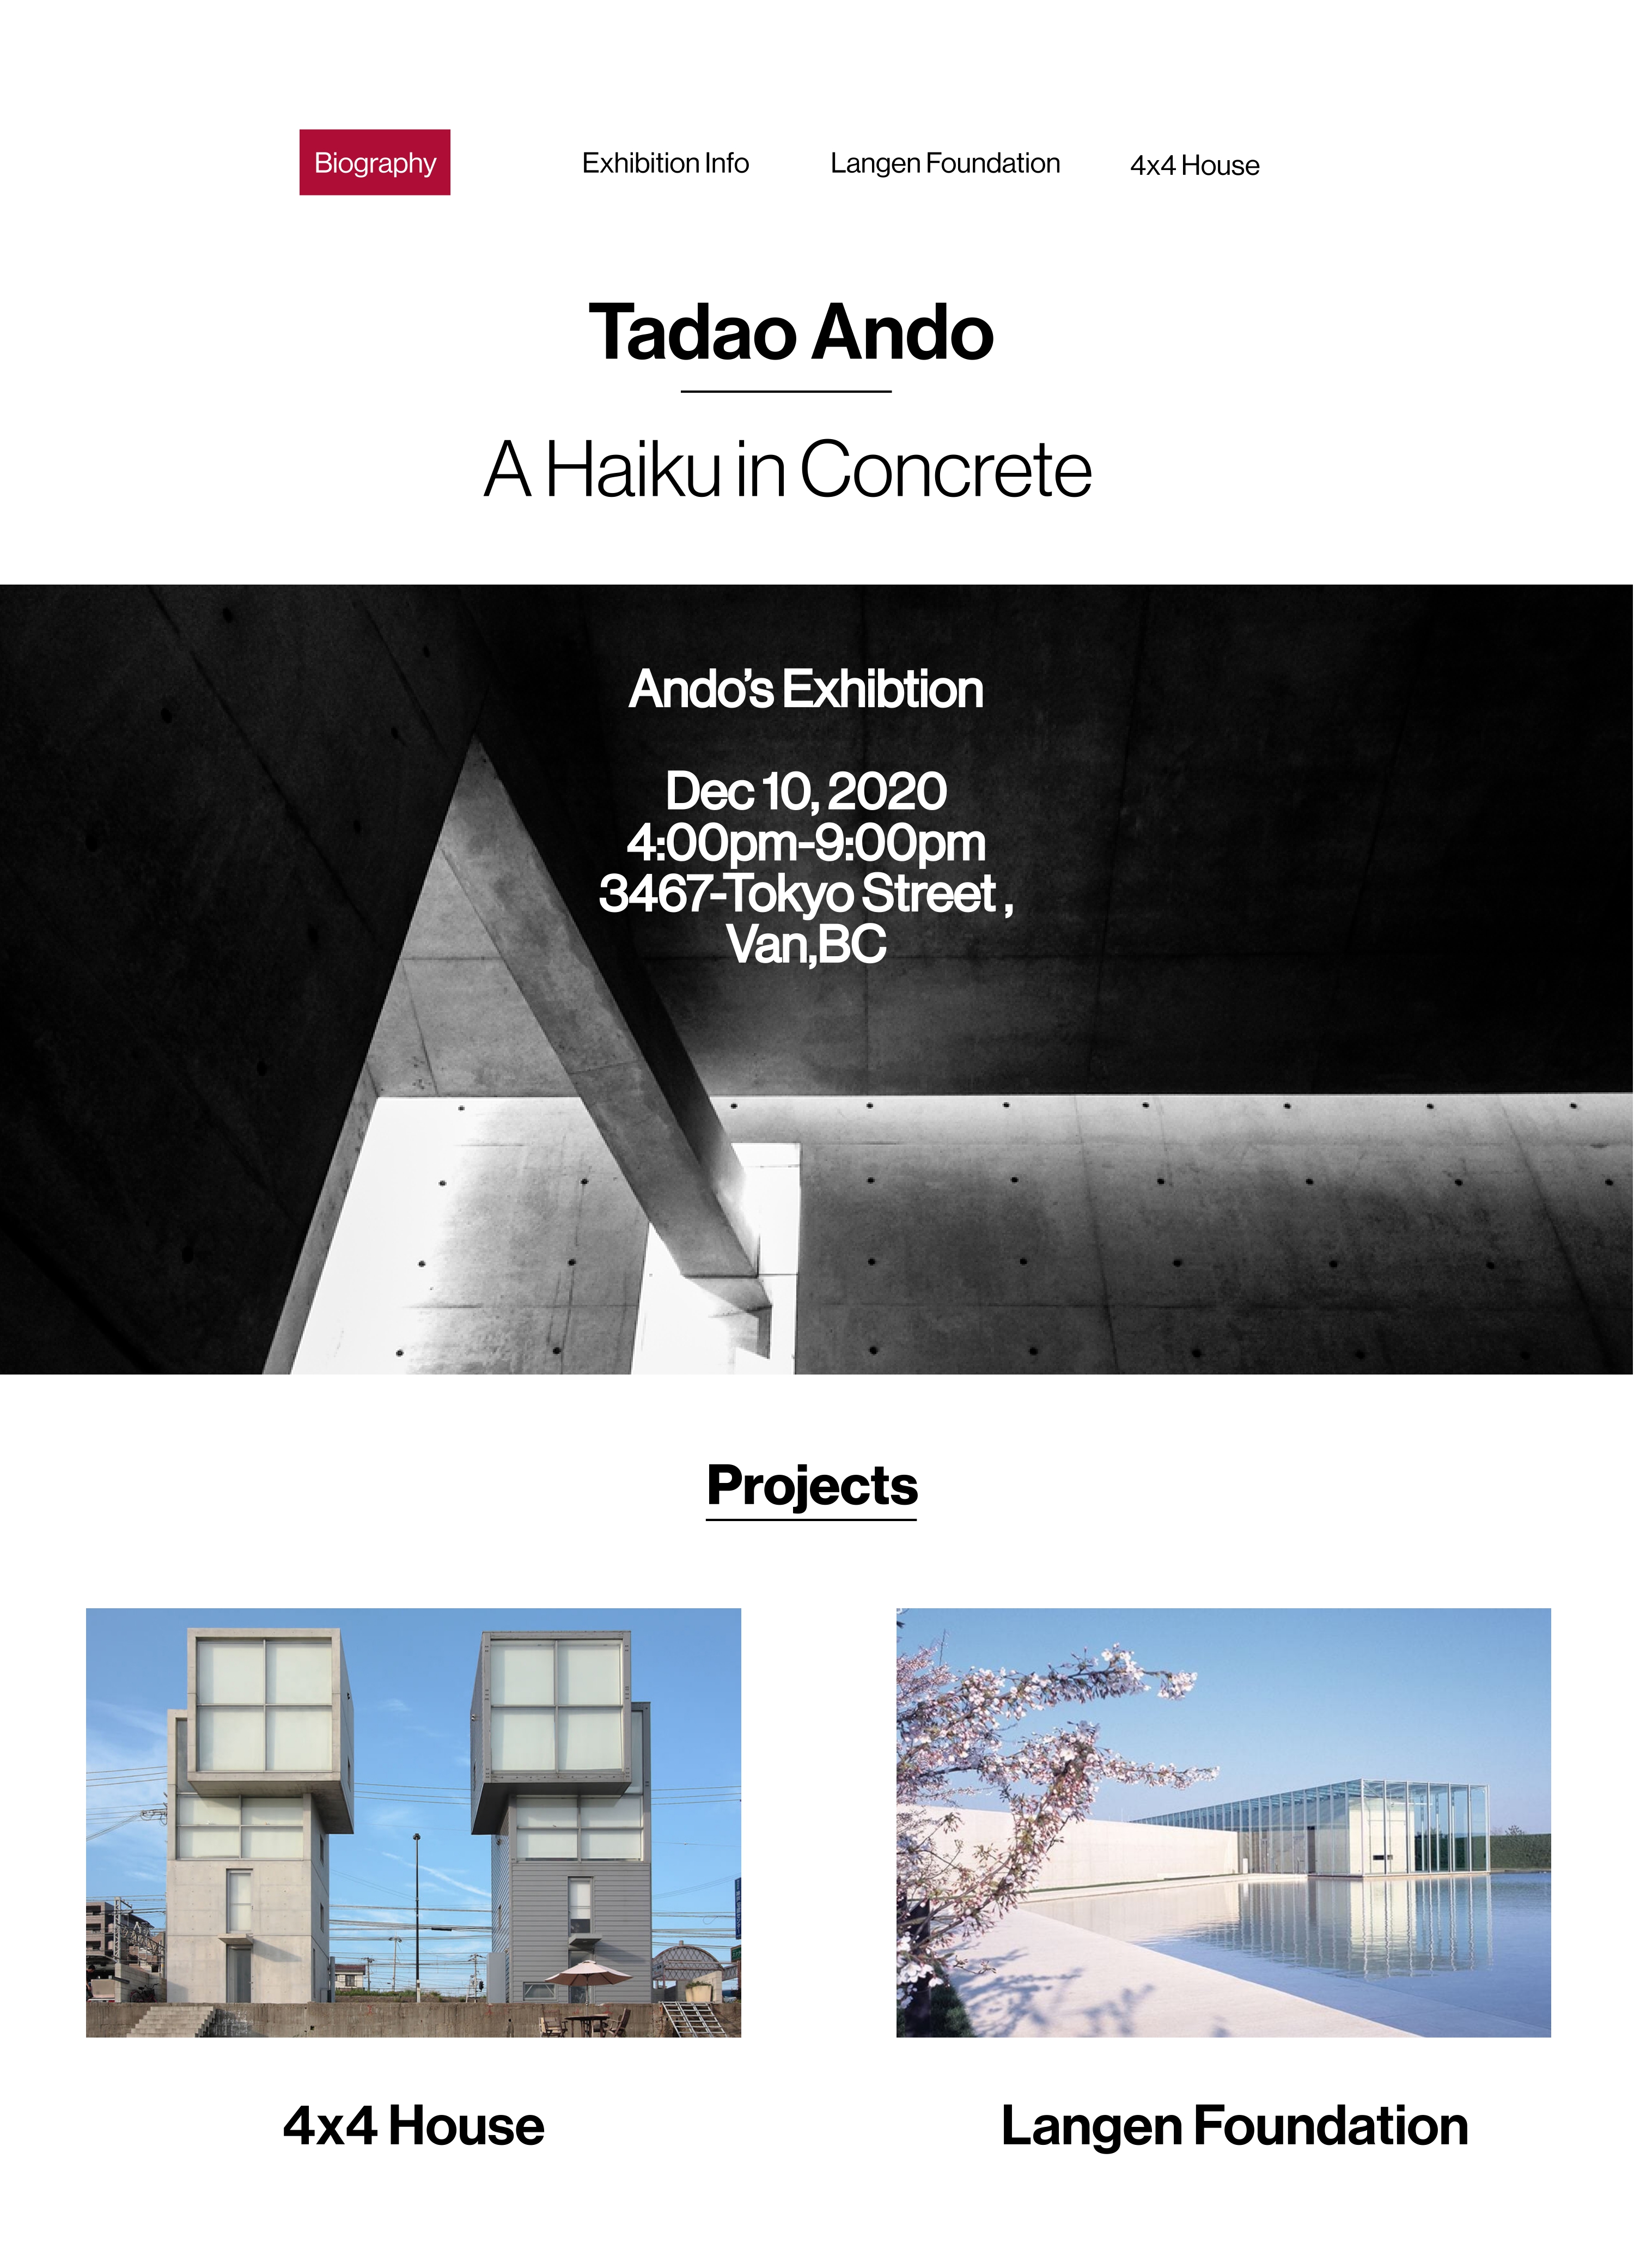 Biography
Exhibition Info
Langen Foundation
4x4 House
Tadao Ando
A Haiku in Concrete
Ando’s Exhibtion
Dec 10, 2020
4:00pm-9:00pm
3467-Tokyo Street ,
Van,BC
Projects
4x4 House
Langen Foundation